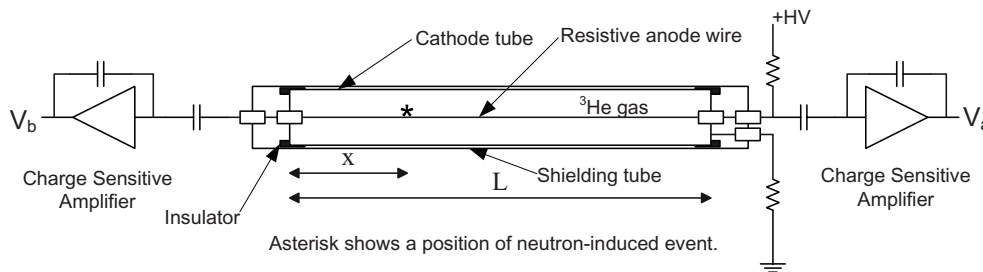 +HV
Cathode tube
Resistive anode wire
³He gas
*
V_b
V_a
x
L
Shielding tube
Insulator
Charge Sensitive
Amplifier
Charge Sensitive
Amplifier
Asterisk shows a position of neutron-induced event.